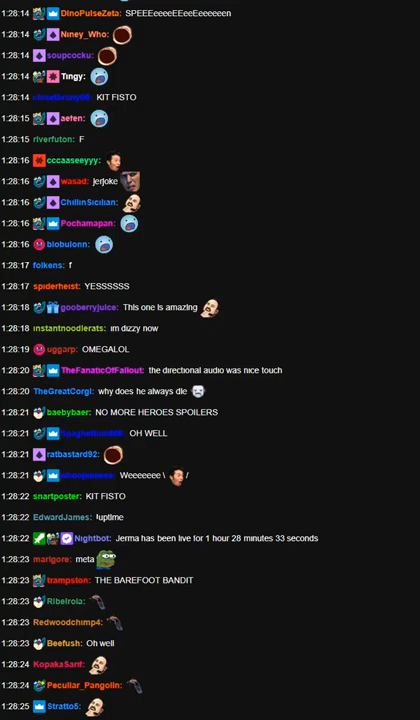 1:28:14 DinoPulseZeta: SPEEEeeeeEEeeEeeeeeen
1:28:14 Niney_Who:
1:28:14 soupcocku:
1:28:14 Tingy:
1:28:14 KIT FISTO
1:28:15 aefen:
1:28:15 riverfuton: F
1:28:16 cccaaseeyyy:
1:28:16 wasad: jerjoke
1:28:16 ChillinSicilian:
1:28:16 Pochamapan:
1:28:16 blobulonn:
1:28:17 folkens: f
1:28:17 spiderheist: YESSSSSS
1:28:18 gooberryjuice: This one is amazing
1:28:18 instantnoodlerats: im dizzy now
1:28:19 uggarp: OMEGALOL
1:28:20 TheFanaticOfFallout: the directional audio was nice touch
1:28:20 TheGreatCorgi: why does he always die
1:28:21 baebybaer: NO MORE HEROES SPOILERS
1:28:21 OH WELL
1:28:21 ratbastard92:
1:28:21 Weeeeeee \ /
1:28:22 snartposter: KIT FISTO
1:28:22 EdwardJames: !uptime
1:28:22 Nightbot: Jerma has been live for 1 hour 28 minutes 33 seconds
1:28:23 marigore: meta
1:28:23 trampston: THE BAREFOOT BANDIT
1:28:23 Ribelrola:
1:28:23 Redwoodchimp4:
1:28:23 Beefush: Oh well
1:28:24 KopakaSarif:
1:28:24 Peculiar_Pangolin:
1:28:25 Stratto5: